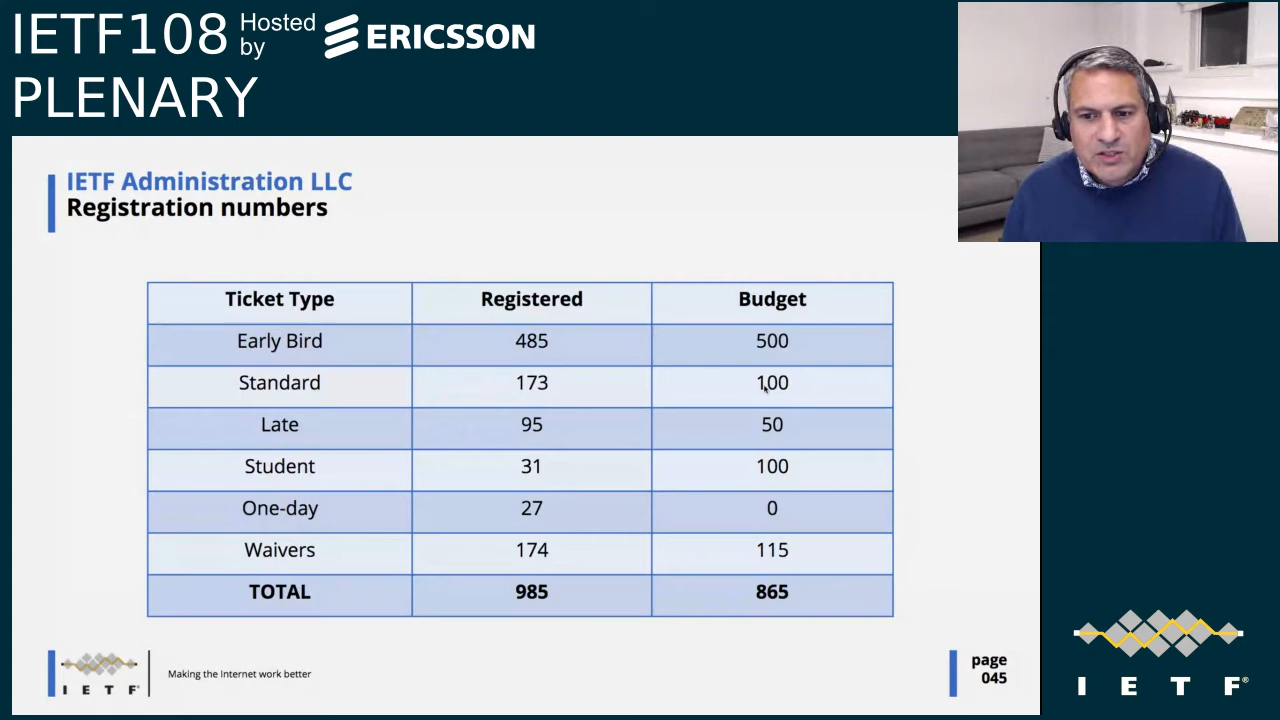 IETF108 Hosted by ERICSSON
PLENARY
IETF Administration LLC
Registration numbers
Ticket Type Registered Budget
Early Bird 485 500
Standard 173 100
Late 95 50
Student 31 100
One-day 27 0
Waivers 174 115
TOTAL 985 865
I E T F
Making the Internet work better
page
045
I E T F®